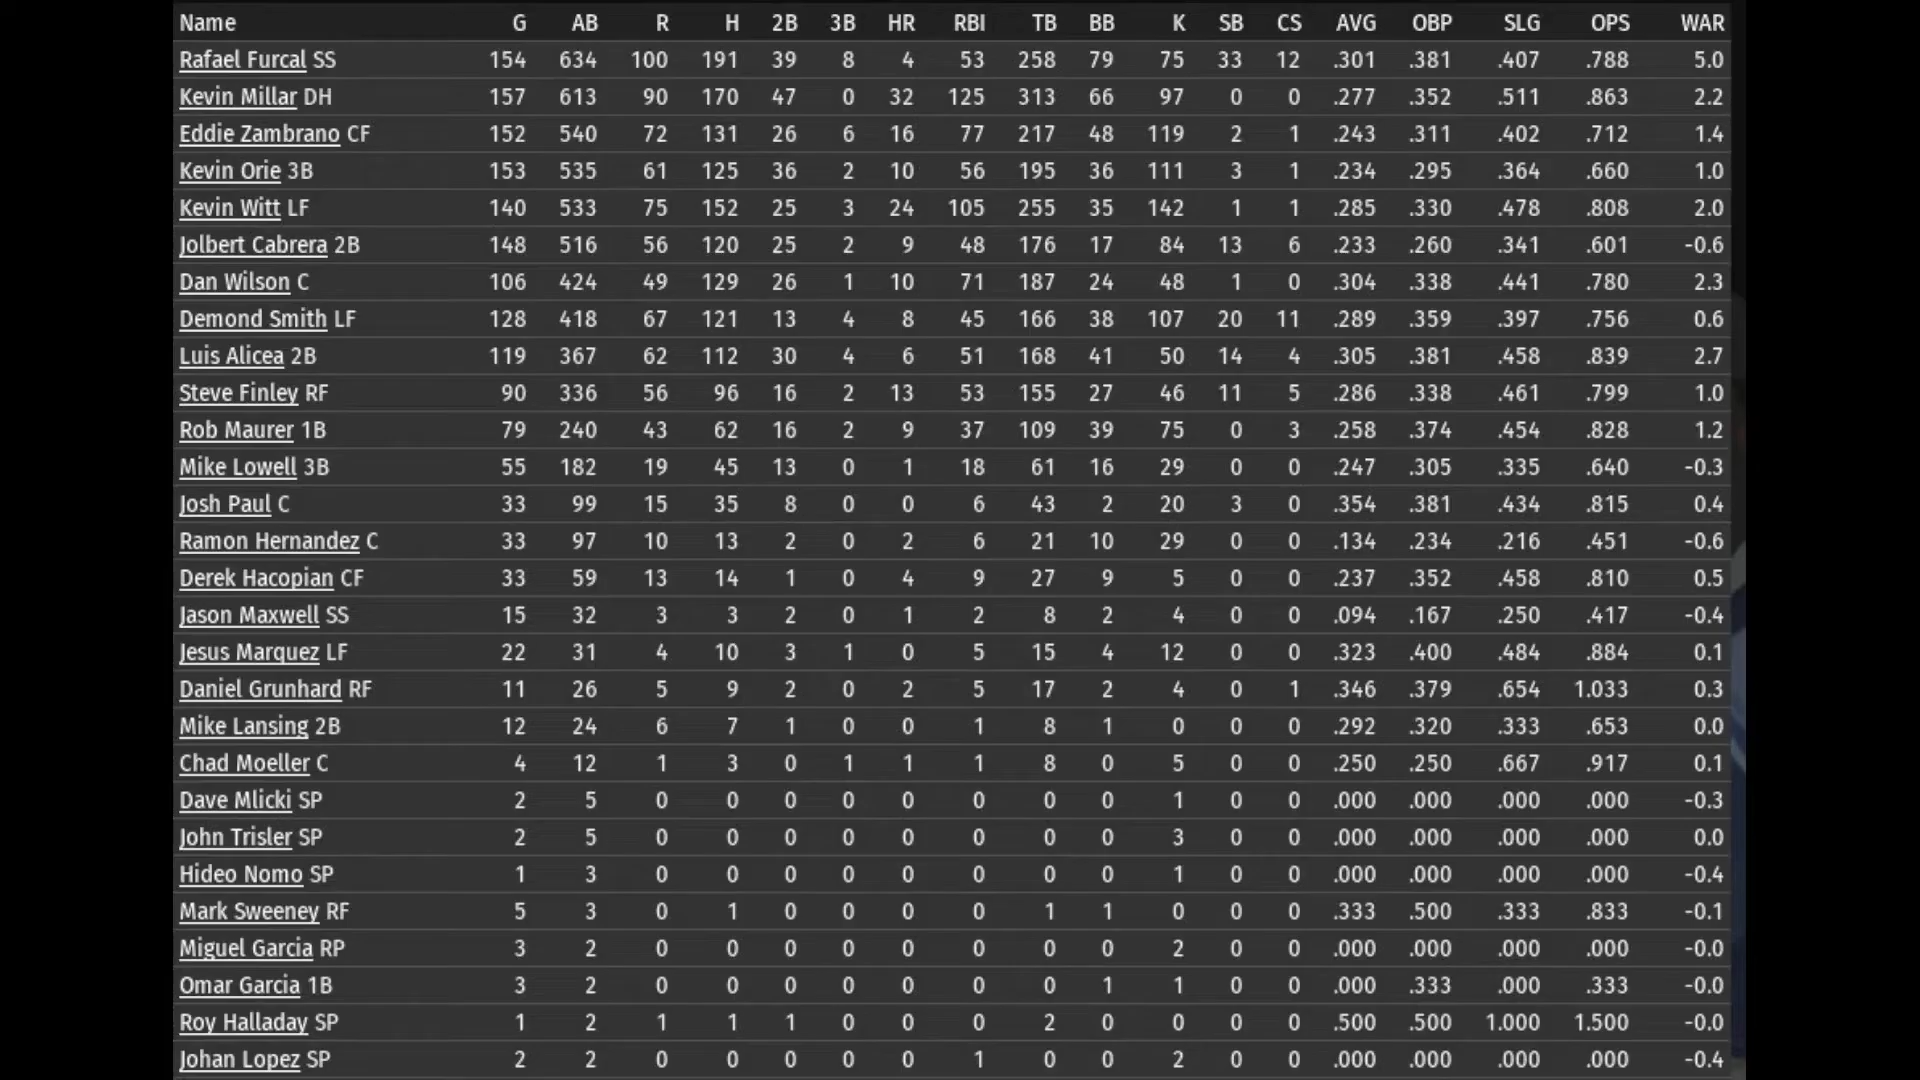 Name G AB R H 2B 3B HR RBI TB BB K SB CS AVG OBP SLG OPS WAR
Rafael Furcal SS 154 634 100 191 39 8 4 53 258 79 75 33 12 .301 .381 .407 .788 5.0
Kevin Millar DH 157 613 90 170 47 0 32 125 313 66 97 0 0 .277 .352 .511 .863 2.2
Eddie Zambrano CF 152 540 72 131 26 6 16 77 217 48 119 2 1 .243 .311 .402 .712 1.4
Kevin Orie 3B 153 535 61 125 36 2 10 56 195 36 111 3 1 .234 .295 .364 .660 1.0
Kevin Witt LF 140 533 75 152 25 3 24 105 255 35 142 1 1 .285 .330 .478 .808 2.0
Jolbert Cabrera 2B 148 516 56 120 25 2 9 48 176 17 84 13 6 .233 .260 .341 .601 -0.6
Dan Wilson C 106 424 49 129 26 1 10 71 187 24 48 1 0 .304 .338 .441 .780 2.3
Demond Smith LF 128 418 67 121 13 4 8 45 166 38 107 20 11 .289 .359 .397 .756 0.6
Luis Alicea 2B 119 367 62 112 30 4 6 51 168 41 50 14 4 .305 .381 .458 .839 2.7
Steve Finley RF 90 336 56 96 16 2 13 53 155 27 46 11 5 .286 .338 .461 .799 1.0
Rob Maurer 1B 79 240 43 62 16 2 9 37 109 39 75 0 3 .258 .374 .454 .828 1.2
Mike Lowell 3B 55 182 19 45 13 0 1 18 61 16 29 0 0 .247 .305 .335 .640 -0.3
Josh Paul C 33 99 15 35 8 0 0 6 43 2 20 3 0 .354 .381 .434 .815 0.4
Ramon Hernandez C 33 97 10 13 2 0 2 6 21 10 29 0 0 .134 .234 .216 .451 -0.6
Derek Hacopian CF 33 59 13 14 1 0 4 9 27 9 5 0 0 .237 .352 .458 .810 0.5
Jason Maxwell SS 15 32 3 3 2 0 1 2 8 2 4 0 0 .094 .167 .250 .417 -0.4
Jesus Marquez LF 22 31 4 10 3 1 0 5 15 4 12 0 0 .323 .400 .484 .884 0.1
Daniel Grunhard RF 11 26 5 9 2 0 2 5 17 2 4 0 1 .346 .379 .654 1.033 0.3
Mike Lansing 2B 12 24 6 7 1 0 0 1 8 1 0 0 0 .292 .320 .333 .653 0.0
Chad Moeller C 4 12 1 3 0 1 1 1 8 0 5 0 0 .250 .250 .667 .917 0.1
Dave Mlicki SP 2 5 0 0 0 0 0 0 0 0 1 0 0 .000 .000 .000 .000 -0.3
John Trisler SP 2 5 0 0 0 0 0 0 0 0 3 0 0 .000 .000 .000 .000 0.0
Hideo Nomo SP 1 3 0 0 0 0 0 0 0 0 1 0 0 .000 .000 .000 .000 -0.4
Mark Sweeney RF 5 3 0 1 0 0 0 0 1 1 0 0 0 .333 .500 .333 .833 -0.1
Miguel Garcia RP 3 2 0 0 0 0 0 0 0 0 2 0 0 .000 .000 .000 .000 -0.0
Omar Garcia 1B 3 2 0 0 0 0 0 0 0 1 1 0 0 .000 .333 .000 .333 -0.0
Roy Halladay SP 1 2 1 1 1 0 0 0 2 0 0 0 0 .500 .500 1.000 1.500 -0.0
Johan Lopez SP 2 2 0 0 0 0 0 1 0 0 2 0 0 .000 .000 .000 .000 -0.4